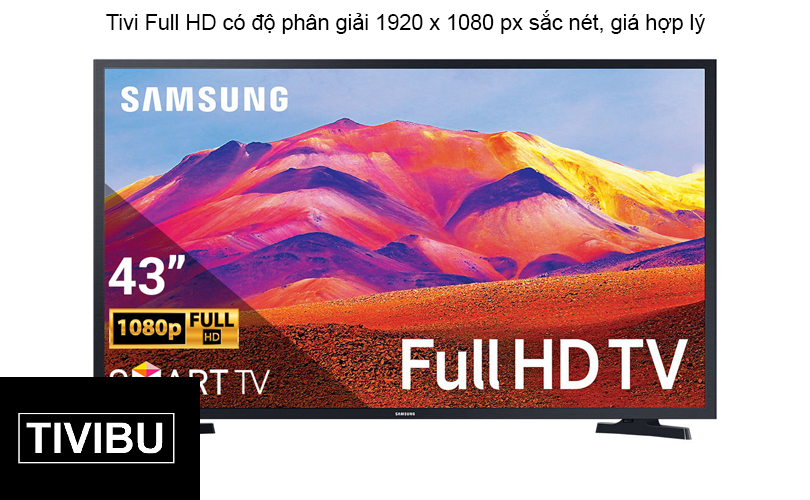 Tivi Full HD có độ phân giải 1920 x 1080 px sắc nét, giá hợp lý
SAMSUNG
43”
1080p FULL HD
SMART TV
Full HD TV
SAMSUNG
TIVIBU